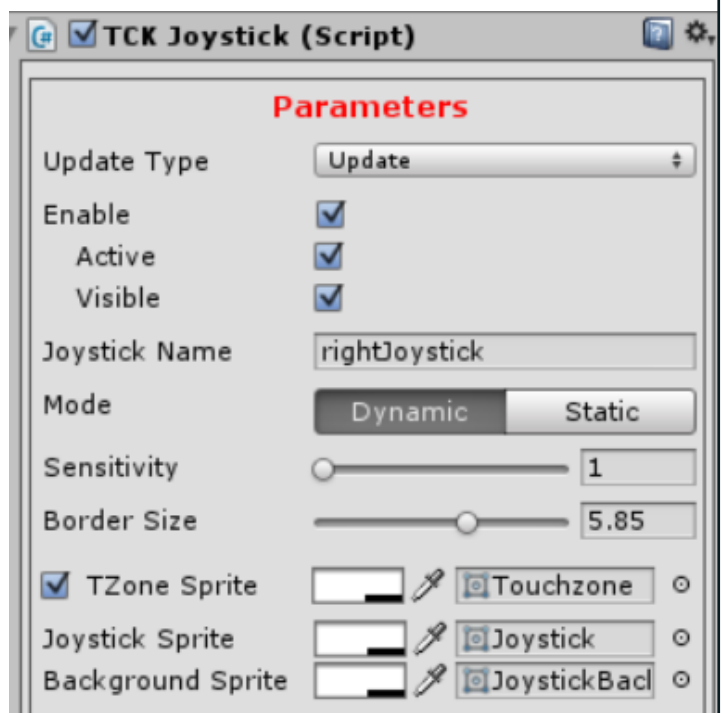 TCK Joystick (Script)
Parameters
Update Type Update
Enable
Active
Visible
Joystick Name rightJoystick
Mode Dynamic Static
Sensitivity 1
Border Size 5.85
TZone Sprite Touchzone
Joystick Sprite Joystick
Background Sprite JoystickBacl